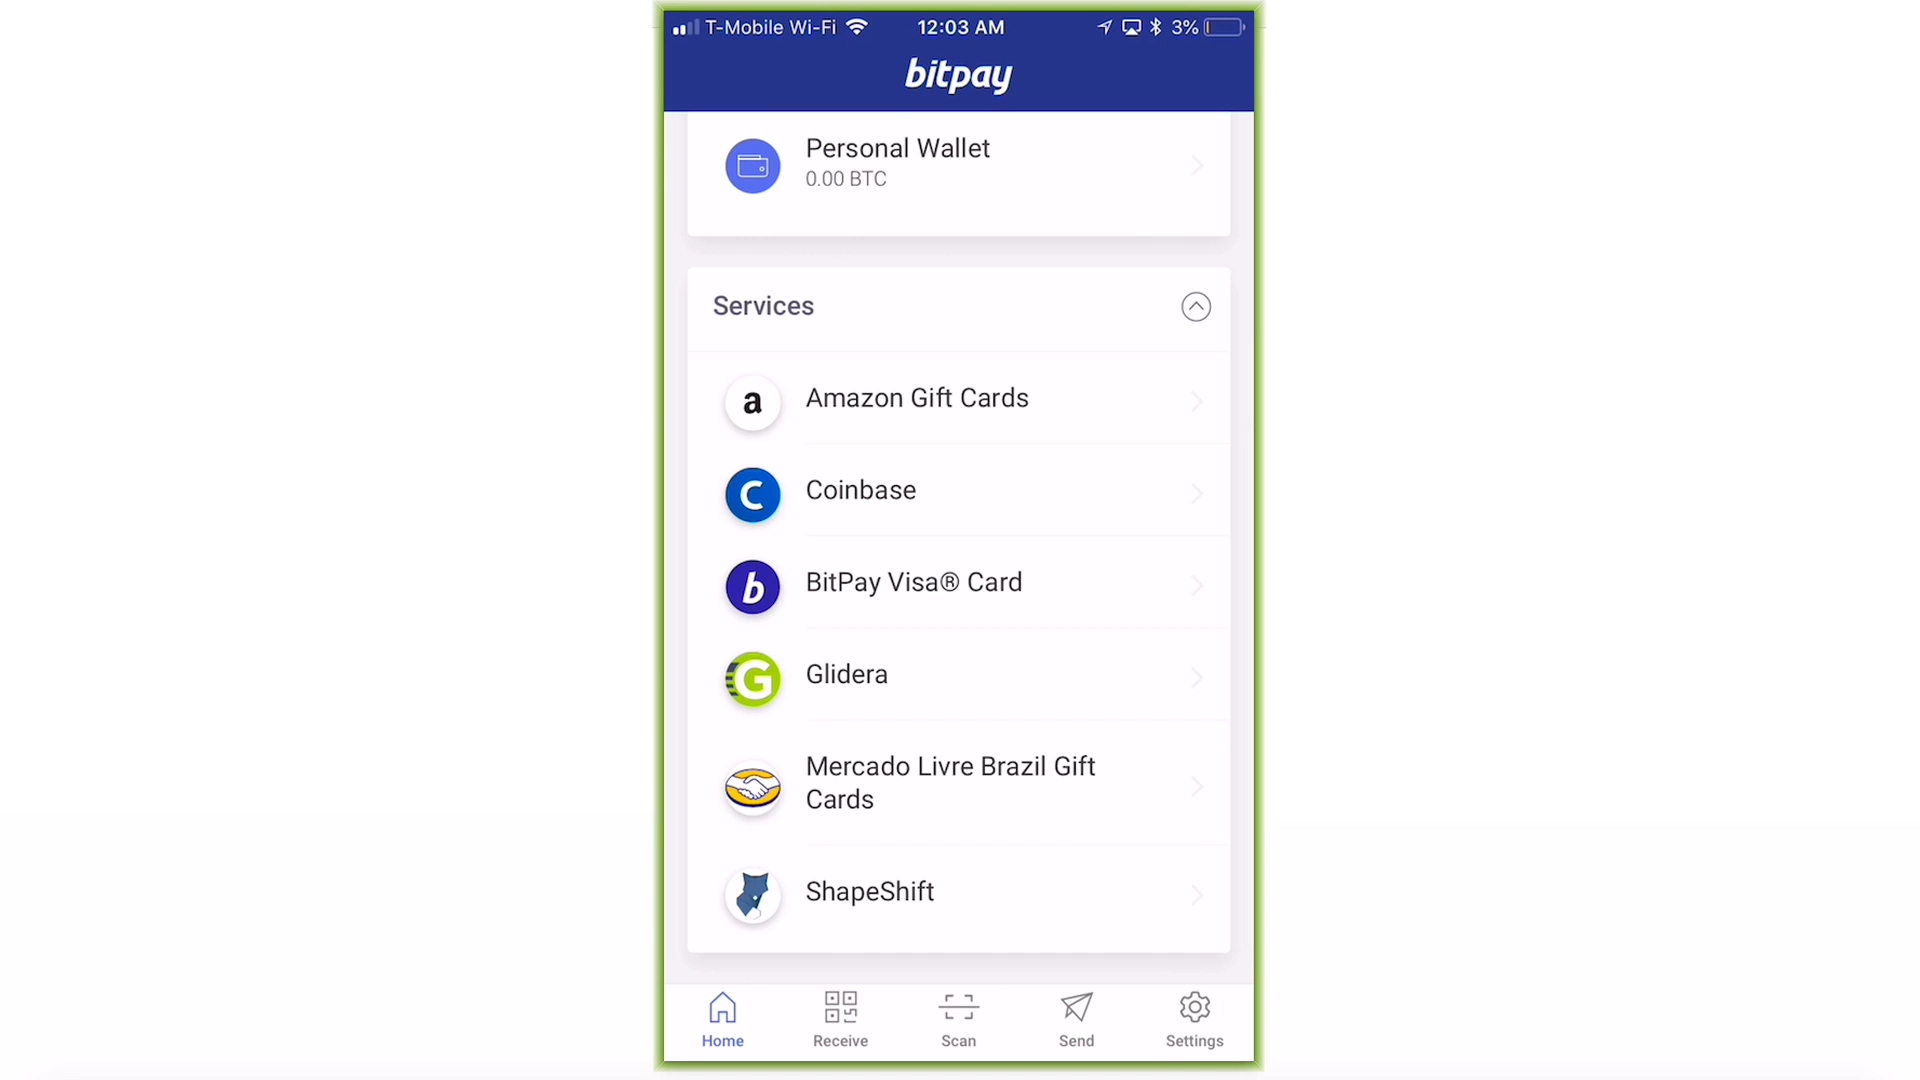 T-Mobile Wi-Fi 12:03 AM 3%
bitpay
Personal Wallet
0.00 BTC
Services
a Amazon Gift Cards
C Coinbase
b BitPay Visa® Card
G Glidera
Mercado Livre Brazil Gift
Cards
ShapeShift
Home Receive Scan Send Settings